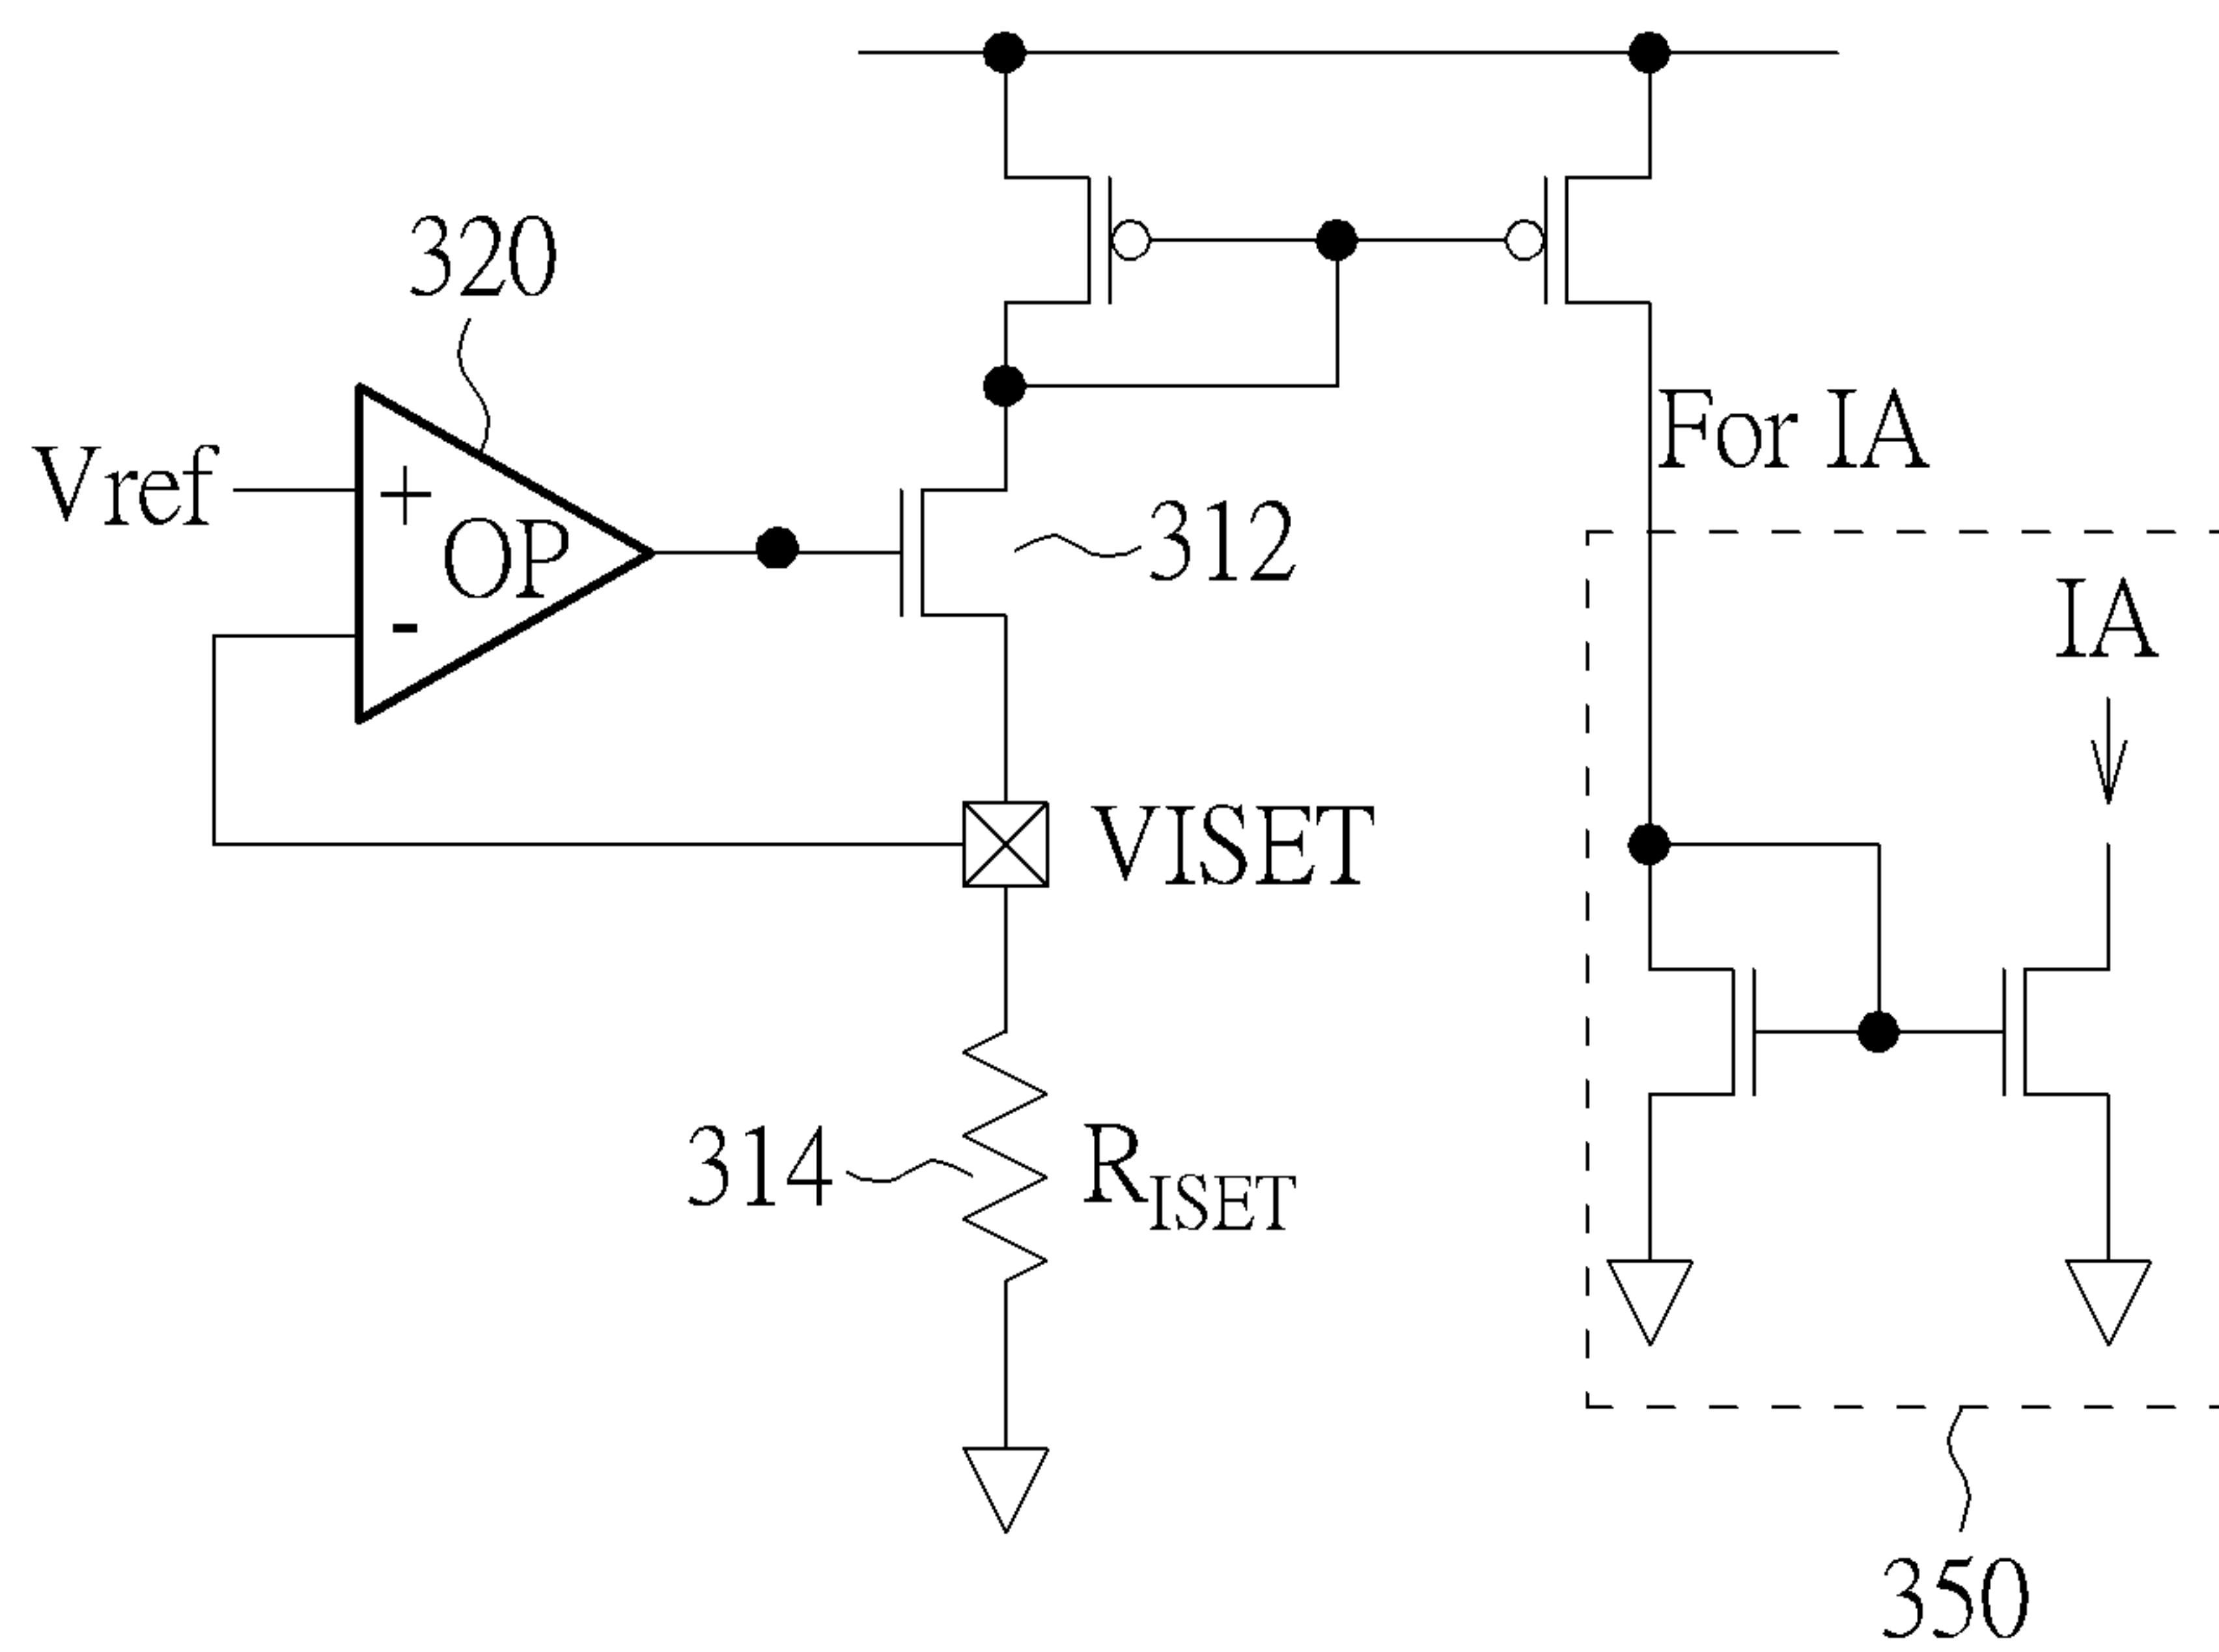 320
Vref
+
OP
-
312
For IA
IA
VISET
314
RISET
350